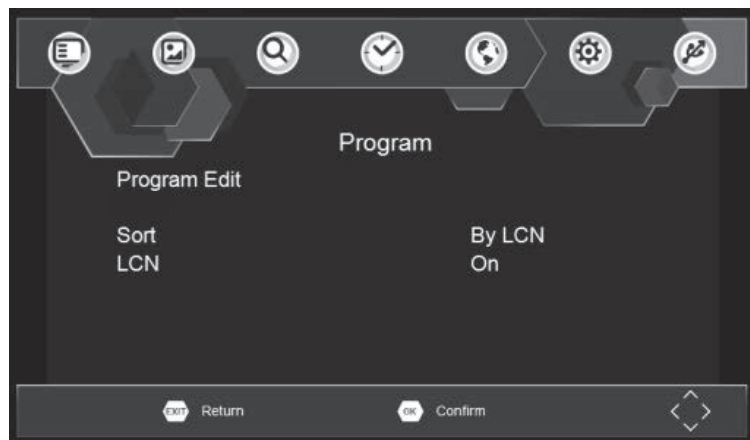 Program
Program Edit
Sort By LCN
LCN On
EXIT Return OK Confirm